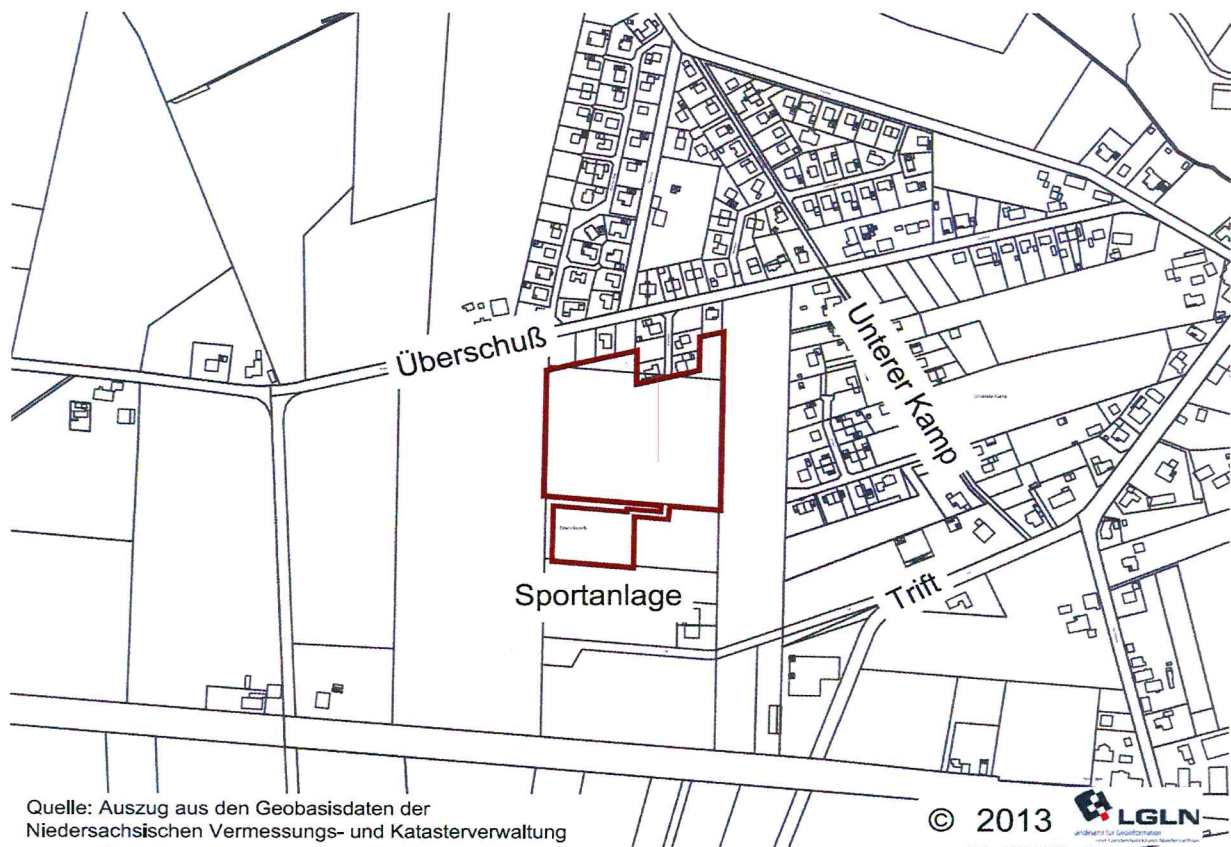 Überschuß
Unterer Kamp
Sportanlage
Trift
Quelle: Auszug aus den Geobasisdaten der
Niedersachsischen Vermessungs- und Katasterverwaltung
© 2013
LGLN